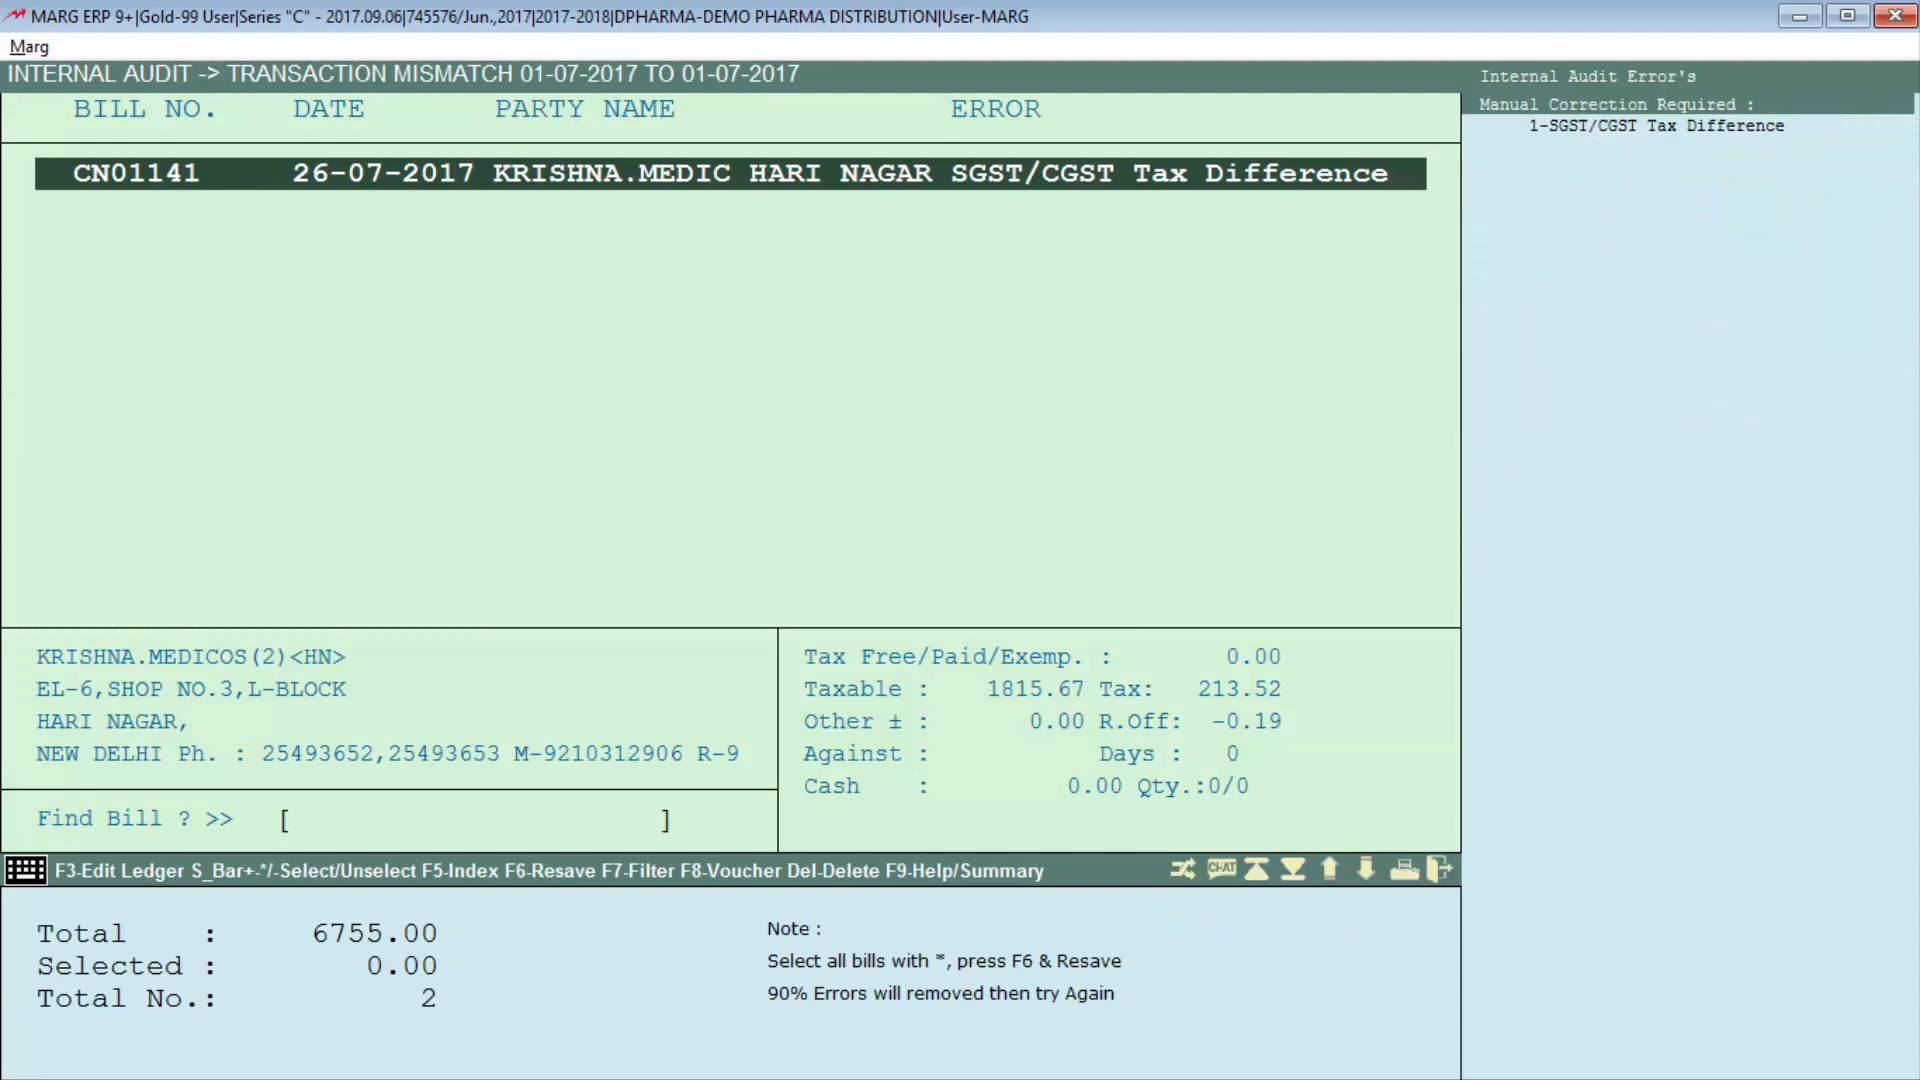 MARG ERP 9+|Gold-99 User|Series "C" - 2017.09.06|745576/Jun.,2017|2017-2018|DPHARMA-DEMO PHARMA DISTRIBUTION|User-MARG
Marg
INTERNAL AUDIT -> TRANSACTION MISMATCH 01-07-2017 TO 01-07-2017
BILL NO. DATE PARTY NAME ERROR
CN01141 26-07-2017 KRISHNA.MEDIC HARI NAGAR SGST/CGST Tax Difference
Internal Audit Error's
Manual Correction Required :
1-SGST/CGST Tax Difference
KRISHNA.MEDICOS(2)<HN>
EL-6,SHOP NO.3,L-BLOCK
HARI NAGAR,
NEW DELHI Ph. : 25493652,25493653 M-9210312906 R-9
Find Bill ? >> [ ]
Tax Free/Paid/Exemp. : 0.00
Taxable : 1815.67 Tax: 213.52
Other ± : 0.00 R.Off: -0.19
Against : Days : 0
Cash : 0.00 Qty.:0/0
F3-Edit Ledger S_Bar+-*/-Select/Unselect F5-Index F6-Resave F7-Filter F8-Voucher Del-Delete F9-Help/Summary
CHAT
Total : 6755.00
Selected : 0.00
Total No.: 2
Note :
Select all bills with *, press F6 & Resave
90% Errors will removed then try Again